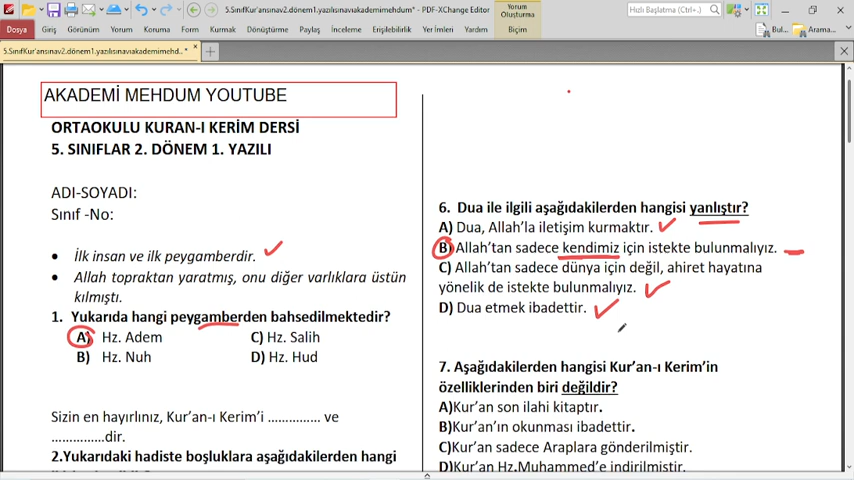 5.SınıfKur'ansınav2.dönem1.yazılısınavıakademimehdum* - PDF-XChange Editor
Yorum Oluşturma
Hızlı Başlatma (Ctrl+.)
Dosya Giriş Görünüm Yorum Koruma Form Kurmak Dönüştürme Paylaş İnceleme Erişilebilirlik Yer İmleri Yardım Biçim Bul... Arama...
5.SınıfKur'ansınav2.dönem1.yazılısınavıakademimehd..*
AKADEMİ MEHDUM YOUTUBE
ORTAOKULU KURAN-I KERİM DERSİ
5. SINIFLAR 2. DÖNEM 1. YAZILI
ADI-SOYADI:
Sınıf -No:
• İlk insan ve ilk peygamberdir.
• Allah topraktan yaratmış, onu diğer varlıklara üstün
kılmıştı.
1. Yukarıda hangi peygamberden bahsedilmektedir?
A) Hz. Adem C) Hz. Salih
B) Hz. Nuh D) Hz. Hud
Sizin en hayırlınız, Kur'an-ı Kerim'i …………… ve
……………dir.
2.Yukarıdaki hadiste boşluklara aşağıdakilerden hangi
6. Dua ile ilgili aşağıdakilerden hangisi yanlıştır?
A) Dua, Allah'la iletişim kurmaktır.
B) Allah'tan sadece kendimiz için istekte bulunmalıyız.
C) Allah'tan sadece dünya için değil, ahiret hayatına
yönelik de istekte bulunmalıyız.
D) Dua etmek ibadettir.
7. Aşağıdakilerden hangisi Kur'an-ı Kerim'in
özelliklerinden biri değildir?
A)Kur'an son ilahi kitaptır.
B)Kur'an'ın okunması ibadettir.
C)Kur'an sadece Araplara gönderilmiştir.
D)Kur'an Hz.Muhammed'e indirilmiştir.